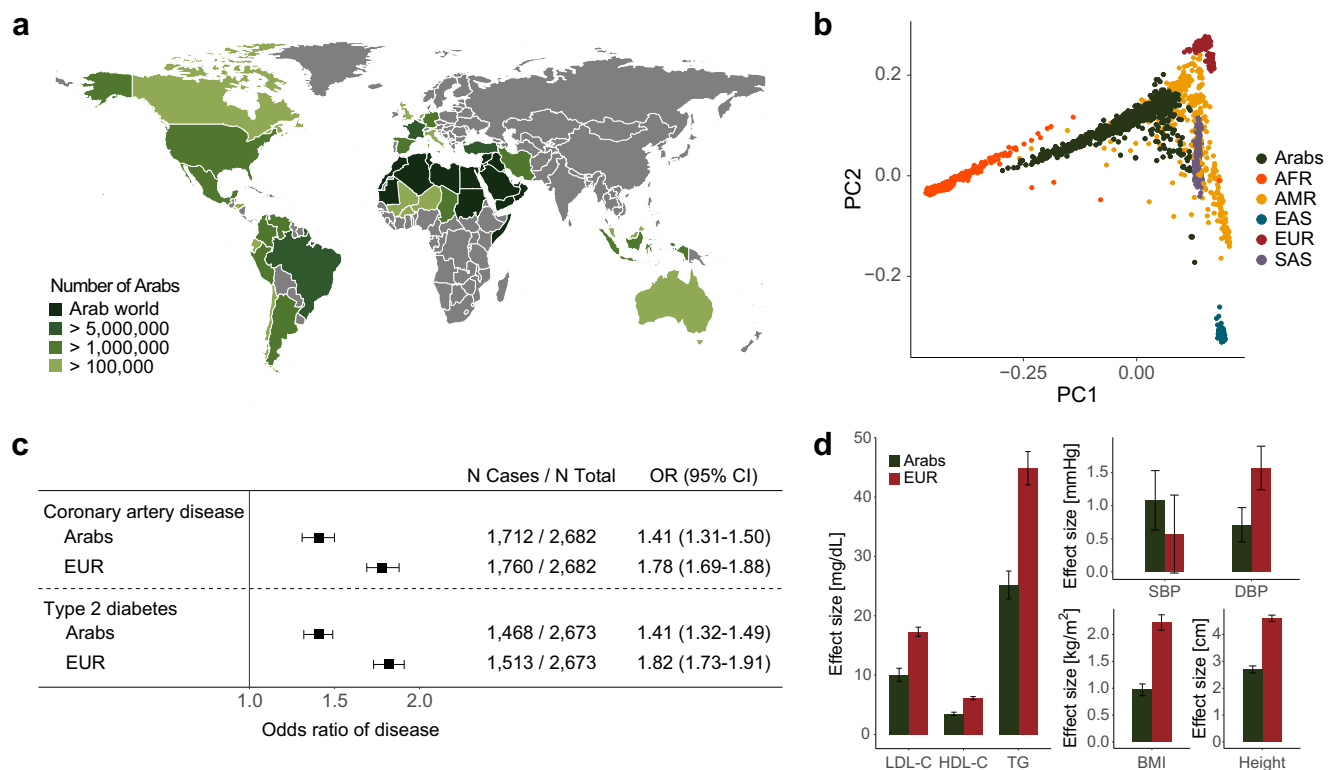 a
Number of Arabs
Arab world
> 5,000,000
> 1,000,000
> 100,000
b
0.2
0.0
−0.2
PC2
−0.25
0.00
PC1
Arabs
AFR
AMR
EAS
EUR
SAS
c
N Cases / N Total OR (95% CI)
Coronary artery disease
Arabs 1,712 / 2,682 1.41 (1.31-1.50)
EUR 1,760 / 2,682 1.78 (1.69-1.88)
Type 2 diabetes
Arabs 1,468 / 2,673 1.41 (1.32-1.49)
EUR 1,513 / 2,673 1.82 (1.73-1.91)
1.0 1.5 2.0
Odds ratio of disease
d
Arabs
EUR
Effect size [mg/dL]
50
40
30
20
10
0
LDL-C HDL-C TG
Effect size [mmHg]
1.5
1.0
0.5
0.0
SBP DBP
Effect size [kg/m²]
2.0
1.5
1.0
0.5
0.0
BMI
Effect size [cm]
4
3
2
1
0
Height